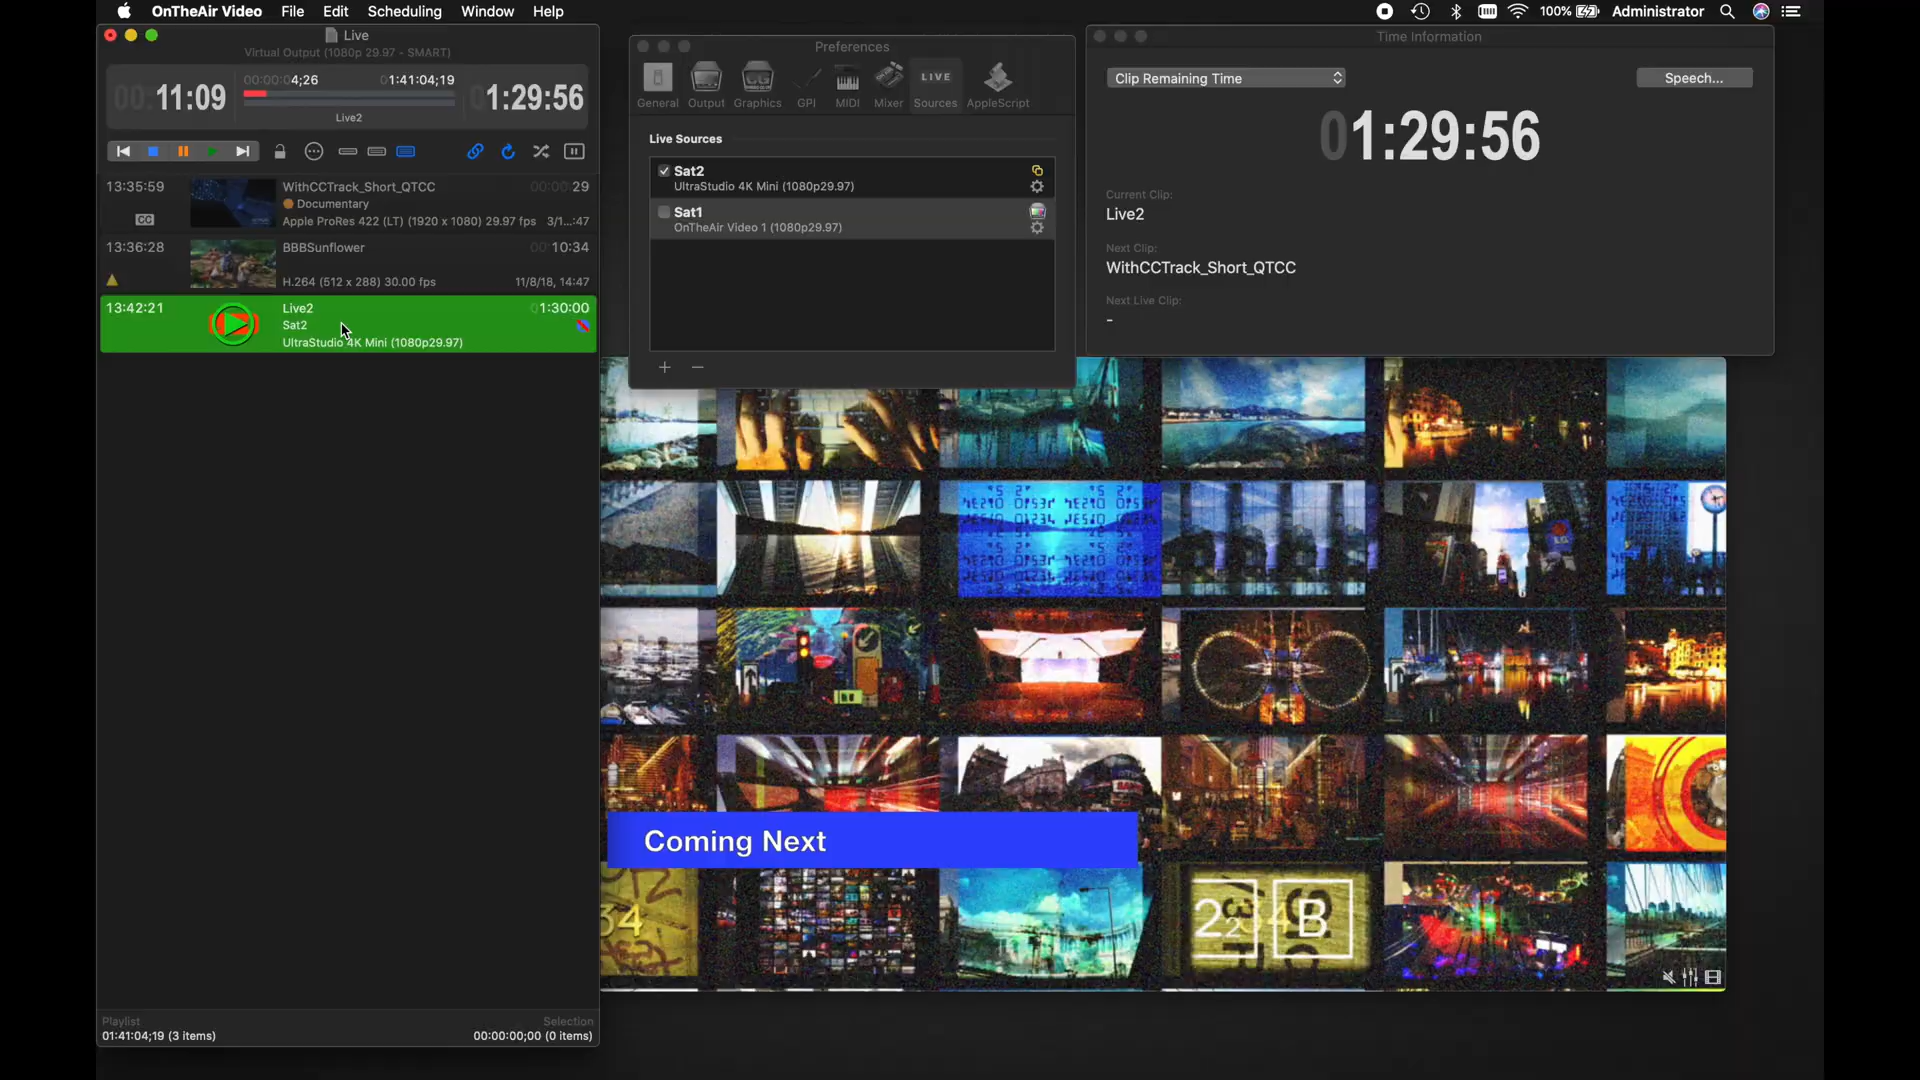 OnTheAir Video File Edit Scheduling Window Help
100% Administrator
Live
Virtual Output (1080p 29.97 - SMART)
00:11:09
00:00:04;26 01:41:04;19
Live2
01:29:56
13:35:59 WithCCTrack_Short_QTCC 00:00:29
Documentary
CC Apple ProRes 422 (LT) (1920 x 1080) 29.97 fps 3/1...:47
13:36:28 BBBSunflower 00:10:34
H.264 (512 x 288) 30.00 fps 11/8/18, 14:47
13:42:21 Live2 01:30:00
Sat2
UltraStudio 4K Mini (1080p29.97)
Playlist Selection
01:41:04;19 (3 items) 00:00:00;00 (0 items)
Preferences
LIVE
General Output Graphics GPI MIDI Mixer Sources AppleScript
Live Sources
Sat2
UltraStudio 4K Mini (1080p29.97)
Sat1
OnTheAir Video 1 (1080p29.97)
+ −
Time Information
Clip Remaining Time Speech...
01:29:56
Current Clip:
Live2
Next Clip:
WithCCTrack_Short_QTCC
Next Live Clip:
-
Coming Next
34
B